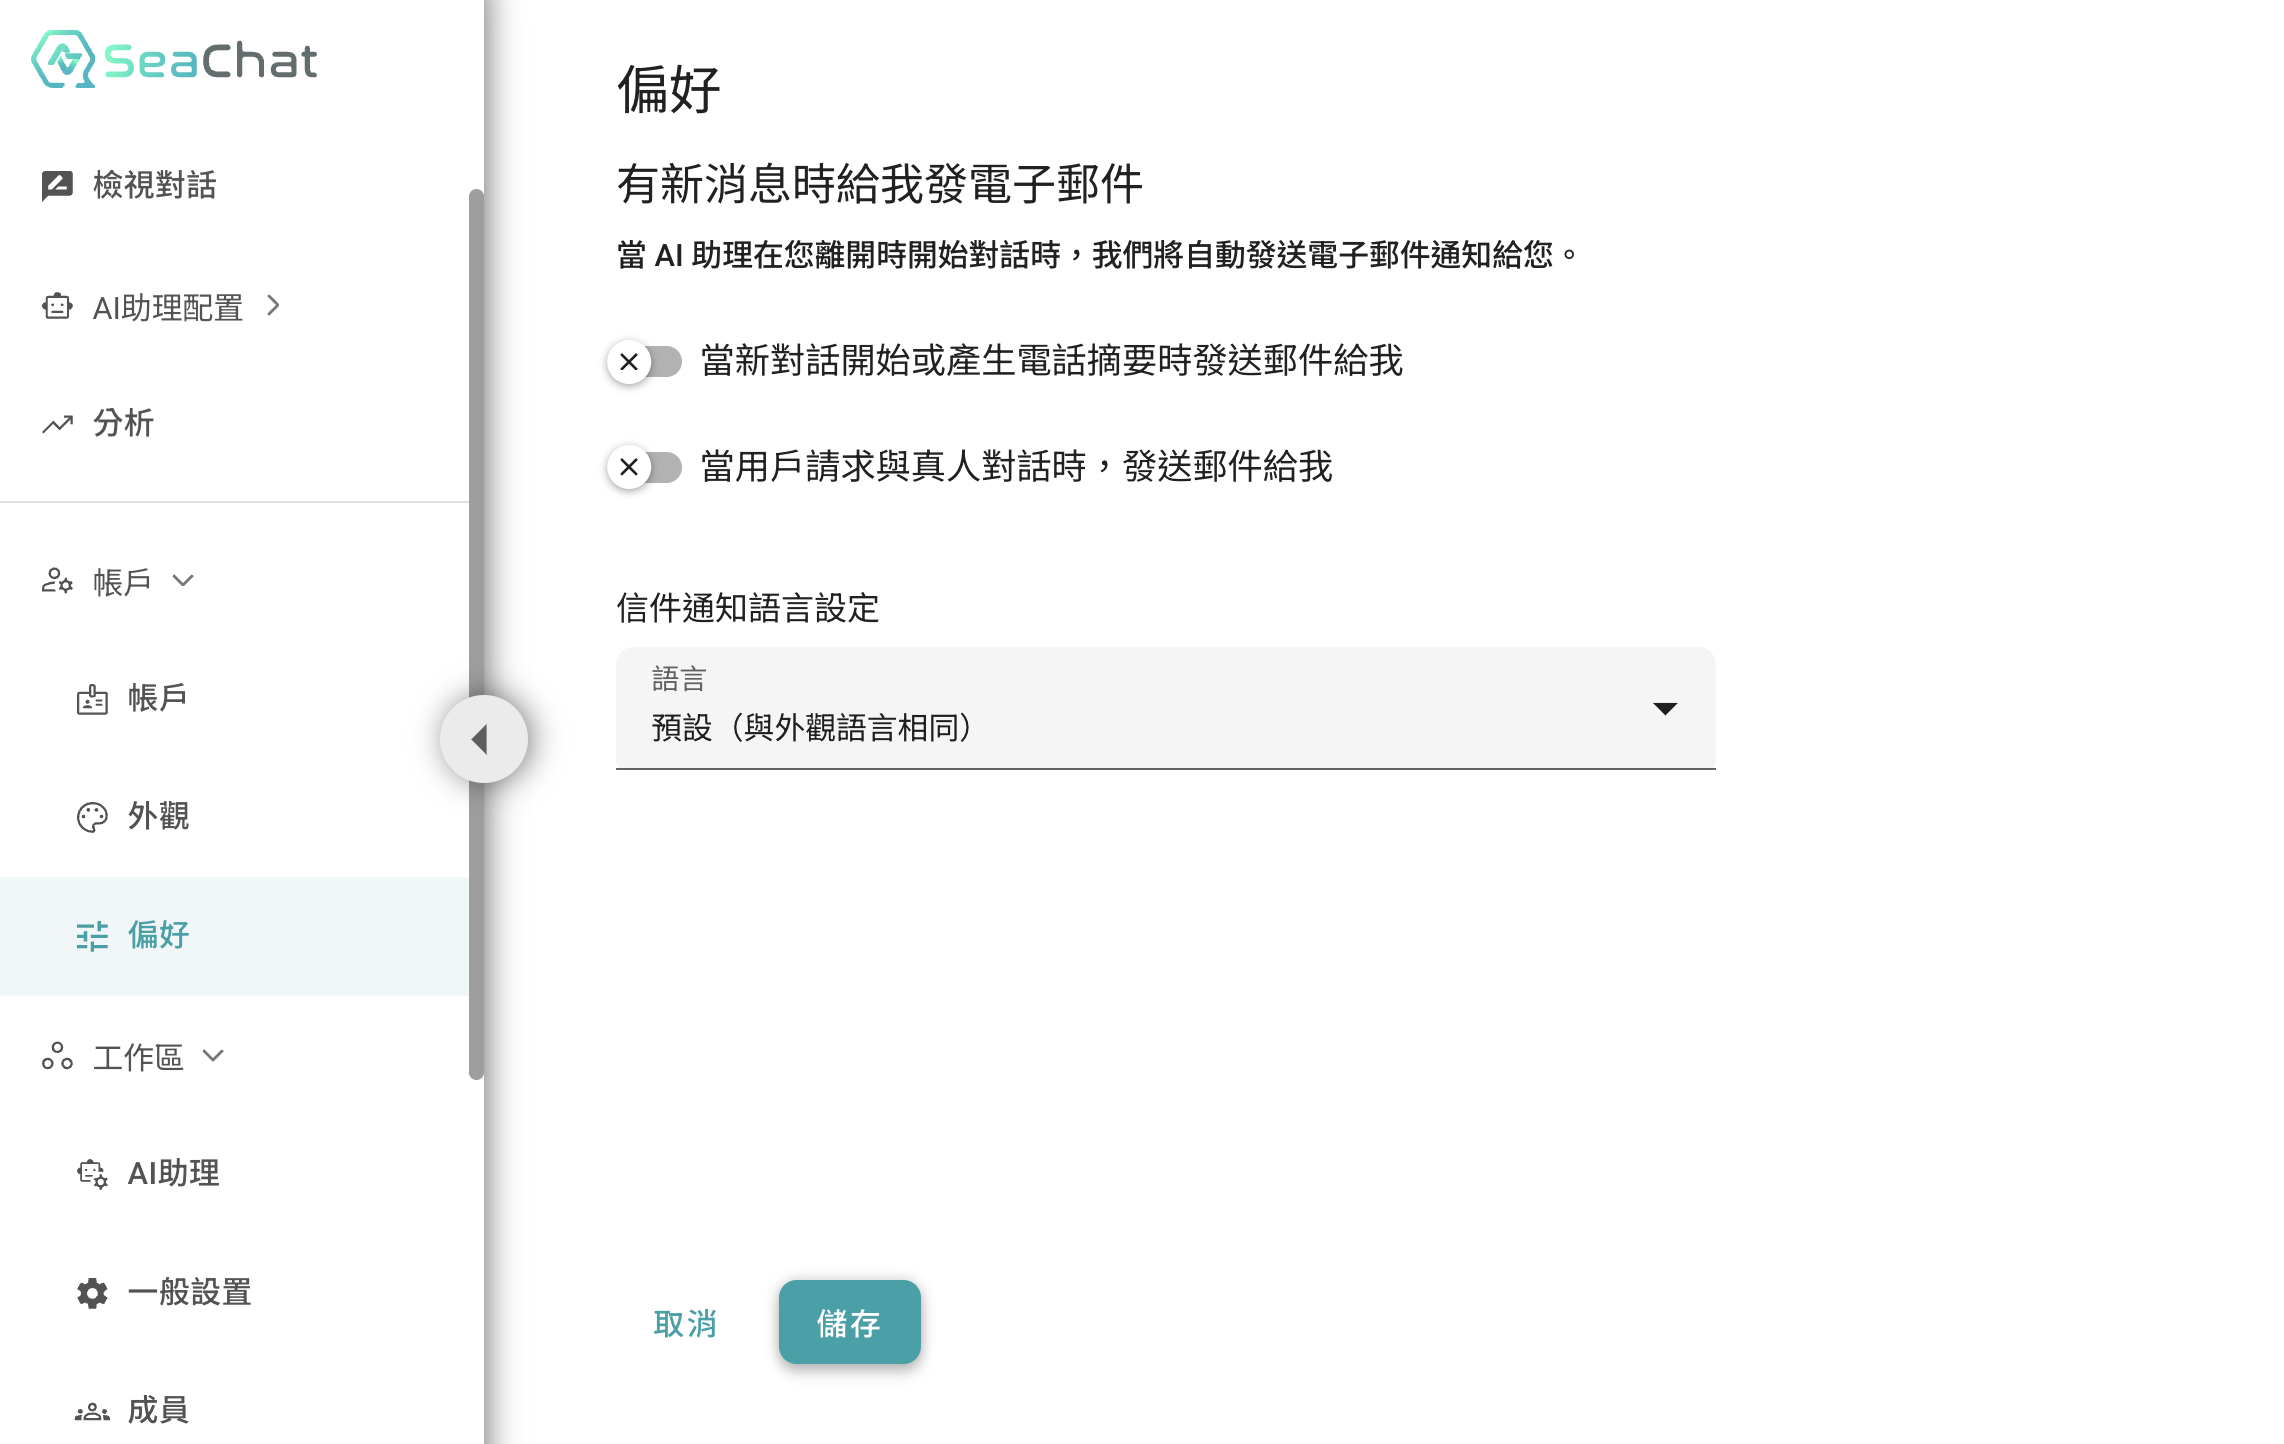 SeaChat
檢視對話
AI助理配置
分析
帳戶
帳戶
外觀
偏好
工作區
AI助理
一般設置
成員
偏好
有新消息時給我發電子郵件
當 AI 助理在您離開時開始對話時，我們將自動發送電子郵件通知給您。
當新對話開始或產生電話摘要時發送郵件給我
當用戶請求與真人對話時，發送郵件給我
信件通知語言設定
語言
預設（與外觀語言相同）
取消
儲存